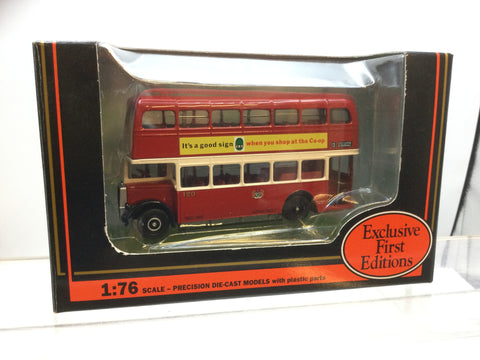 It's a good sign when you shop at the Co-op
120
Exclusive
First
Editions
1:76 SCALE – PRECISION DIE-CAST MODELS with plastic parts